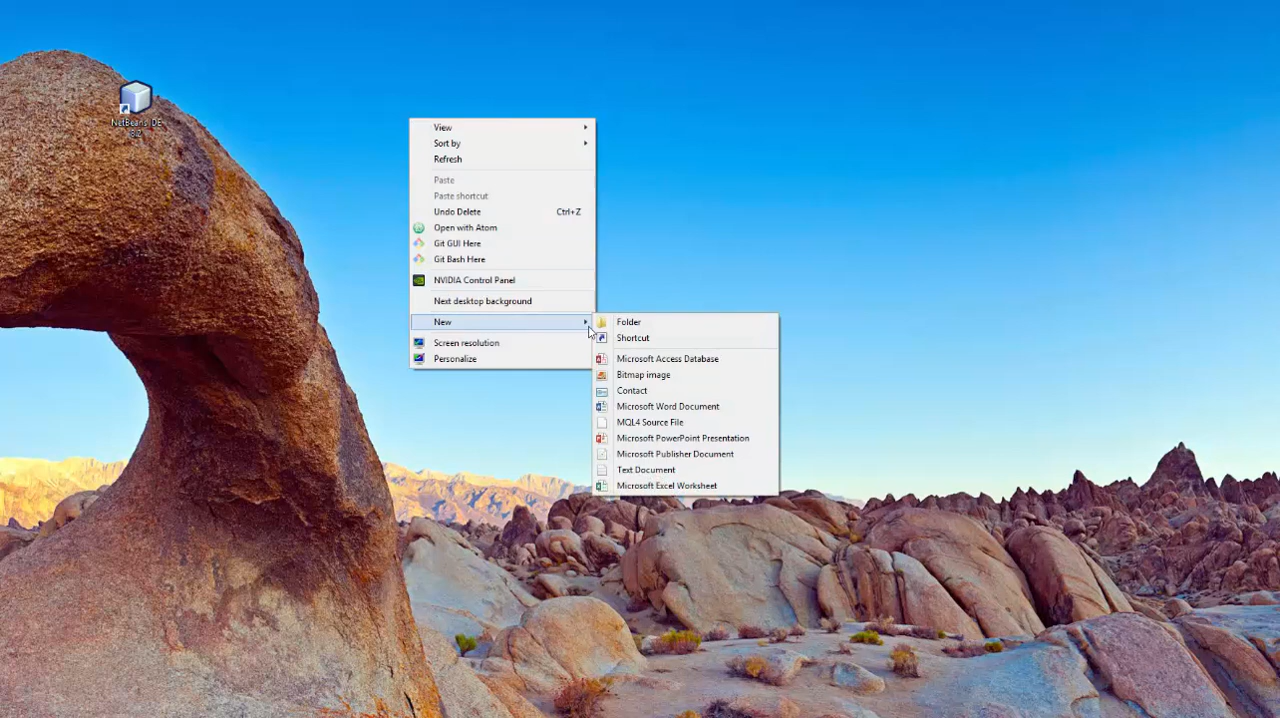 NetBeans IDE
8.2
View
Sort by
Refresh
Paste
Paste shortcut
Undo Delete Ctrl+Z
Open with Atom
Git GUI Here
Git Bash Here
NVIDIA Control Panel
Next desktop background
New
Screen resolution
Personalize
Folder
Shortcut
Microsoft Access Database
Bitmap image
Contact
Microsoft Word Document
MQL4 Source File
Microsoft PowerPoint Presentation
Microsoft Publisher Document
Text Document
Microsoft Excel Worksheet